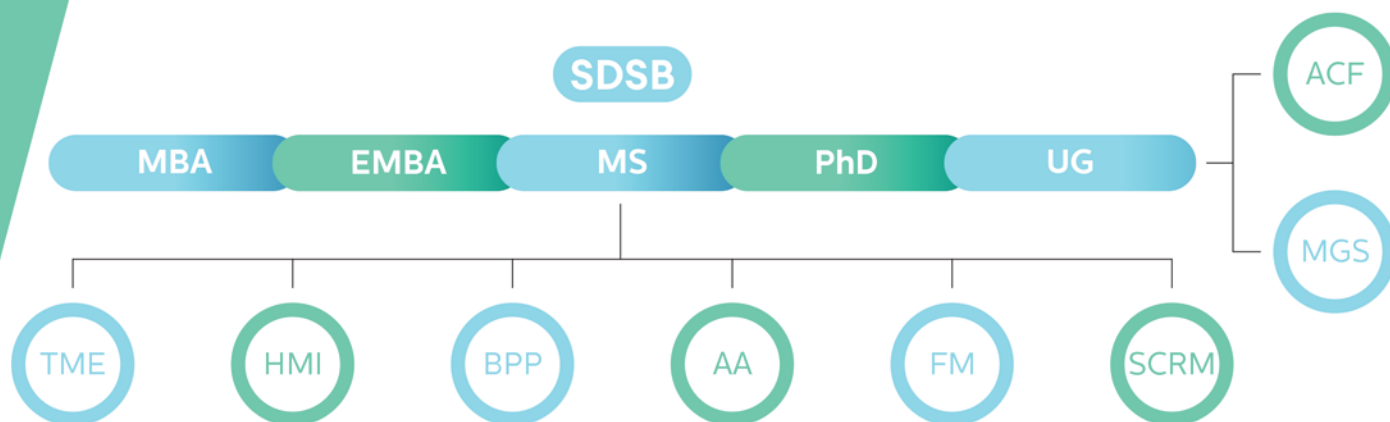 SDSB
MBA EMBA MS PhD UG
ACF
MGS
TME HMI BPP AA FM SCRM